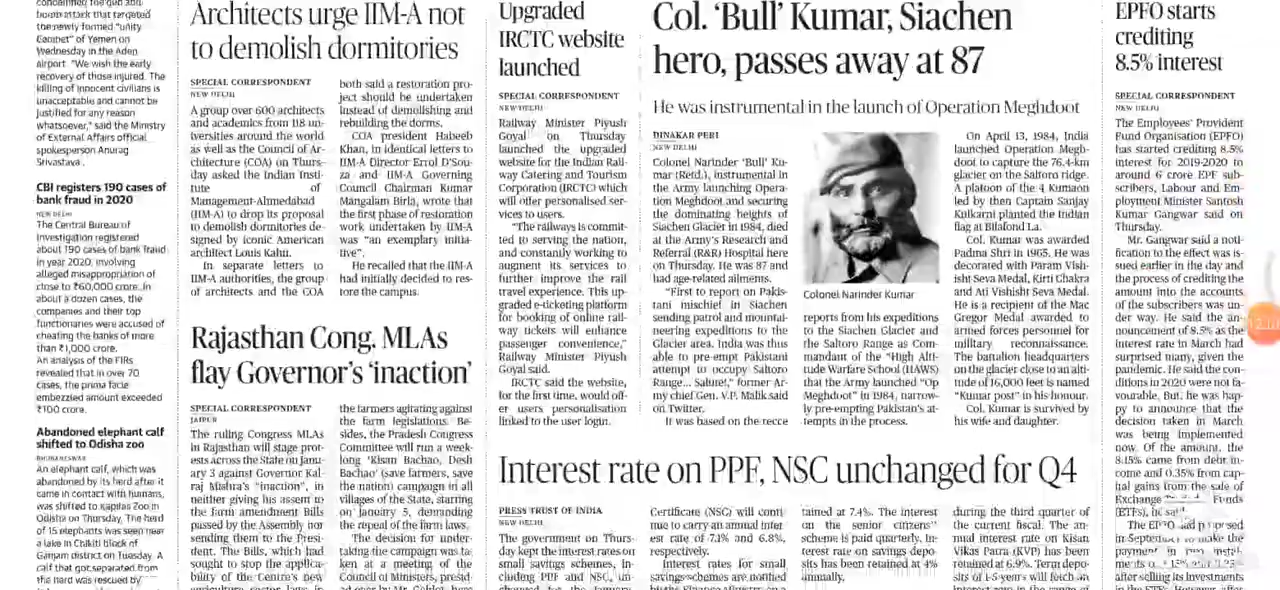 condemned the gun and
bomb attack that targeted
the newly formed “unity
Cabinet” of Yemen on
Wednesday in the Aden
airport. “We wish the early
recovery of those injured. The
killing of innocent civilians is
unacceptable and cannot be
justified for any reason
whatsoever,” said the Ministry
of External Affairs official
spokesperson Anurag
Srivastava .
CBI registers 190 cases of
bank fraud in 2020
NEW DELHI
The Central Bureau of
Investigation registered
about 190 cases of bank fraud
in year 2020, involving
alleged misappropriation of
close to ₹60,000 crore. In
about a dozen cases, the
companies and their top
functionaries were accused of
cheating the banks of more
than ₹1,000 crore.
An analysis of the FIRs
revealed that in over 70
cases, the prima facie
embezzled amount exceeded
₹100 crore.
Abandoned elephant calf
shifted to Odisha zoo
BHUBANESWAR
An elephant calf, which was
abandoned by its herd after it
came in contact with humans,
was shifted to Kapilas Zoo in
Odisha on Thursday. The herd
of 15 elephants was seen near
a lake in Chikiti block of
Ganjam district on Tuesday. A
calf that got separated from
the herd was rescued by
Architects urge IIM-A not
to demolish dormitories
SPECIAL CORRESPONDENT
NEW DELHI
A group over 600 architects
and academics from 118 un-
iversities around the world
as well as the Council of Ar-
chitecture (COA) on Thurs-
day asked the Indian Insti-
tute of
Management-Ahmedabad
(IIM-A) to drop its proposal
to demolish dormitories de-
signed by iconic American
architect Louis Kahn.
In separate letters to
IIM-A authorities, the group
of architects and the COA
both said a restoration pro-
ject should be undertaken
instead of demolishing and
rebuilding the dorms.
COA president Habeeb
Khan, in identical letters to
IIM-A Director Errol D’Sou-
za and IIM-A Governing
Council Chairman Kumar
Mangalam Birla, wrote that
the first phase of restoration
work undertaken by IIM-A
was “an exemplary initia-
tive”.
He recalled that the IIM-A
had initially decided to res-
tore the campus.
Rajasthan Cong. MLAs
flay Governor’s ‘inaction’
SPECIAL CORRESPONDENT
JAIPUR
The ruling Congress MLAs
in Rajasthan will stage prot-
ests across the State on Janu-
ary 3 against Governor Kal-
raj Mishra’s “inaction”, in
neither giving his assent to
the farm amendment Bills
passed by the Assembly nor
sending them to the Presi-
dent. The Bills, which had
sought to stop the applica-
bility of the Centre’s new
agriculture sector laws in
the farmers agitating against
the farm legislations. Be-
sides, the Pradesh Congress
Committee will run a week-
long ‘Kisan Bachao, Desh
Bachao’ (save farmers, save
the nation) campaign in all
villages of the State, starting
on January 5, demanding
the repeal of the farm laws.
The decision for under-
taking the campaign was ta-
ken at a meeting of the
Council of Ministers, presid-
ed over by Mr. Gehlot, here
Upgraded
IRCTC website
launched
SPECIAL CORRESPONDENT
NEW DELHI
Railway Minister Piyush
Goyal on Thursday
launched the upgraded
website for the Indian Rail-
way Catering and Tourism
Corporation (IRCTC) which
will offer personalised ser-
vices to users.
“The railways is commit-
ted to serving the nation,
and constantly working to
augment its services to
further improve the rail
travel experience. This up-
graded e-ticketing platform
for booking of online rail-
way tickets will enhance
passenger convenience,”
Railway Minister Piyush
Goyal said.
IRCTC said the website,
for the first time, would off-
er users personalisation
linked to the user login.
Col. ‘Bull’ Kumar, Siachen
hero, passes away at 87
He was instrumental in the launch of Operation Meghdoot
DINAKAR PERI
NEW DELHI
Colonel Narinder ‘Bull’ Ku-
mar (Retd.), instrumental in
the Army launching Opera-
tion Meghdoot and securing
the dominating heights of
Siachen Glacier in 1984, died
at the Army’s Research and
Referral (R&R) Hospital here
on Thursday. He was 87 and
had age-related ailments.
“First to report on Pakis-
tani mischief in Siachen
sending patrol and mountai-
neering expeditions to the
Glacier area. India was thus
able to pre-empt Pakistani
attempt to occupy Saltoro
Range... Salute!,” former Ar-
my chief Gen. V.P. Malik said
on Twitter.
It was based on the recce
Colonel Narinder Kumar
reports from his expeditions
to the Siachen Glacier and
the Saltoro Range as Com-
mandant of the “High Alti-
tude Warfare School (HAWS)
that the Army launched “Op
Meghdoot” in 1984, narrow-
ly pre-empting Pakistan’s at-
tempts in the process.
On April 13, 1984, India
launched Operation Megh-
doot to capture the 76.4-km
glacier on the Saltoro ridge.
A platoon of the 4 Kumaon
led by then Captain Sanjay
Kulkarni planted the Indian
flag at Bilafond La.
Col. Kumar was awarded
Padma Shri in 1965. He was
decorated with Param Vish-
isht Seva Medal, Kirti Chakra
and Ati Vishisht Seva Medal.
He is a recipient of the Mac
Gregor Medal awarded to
armed forces personnel for
military reconnaissance.
The battalion headquarters
on the glacier close to an alti-
tude of 16,000 feet is named
“Kumar post” in his honour.
Col. Kumar is survived by
his wife and daughter.
Interest rate on PPF, NSC unchanged for Q4
PRESS TRUST OF INDIA
NEW DELHI
The government on Thurs-
day kept the interest rates on
small savings schemes, in-
cluding PPF and NSC, un-
changed for the January-
Certificate (NSC) will conti-
nue to carry an annual inter-
est rate of 7.1% and 6.8%,
respectively.
Interest rates for small
savings schemes are notified
by the Finance Ministry on a
tained at 7.4%. The interest
on the senior citizens’
scheme is paid quarterly. In-
terest rate on savings depo-
sits has been retained at 4%
annually.
during the third quarter of
the current fiscal. The an-
nual interest rate on Kisan
Vikas Patra (KVP) has been
retained at 6.9%. Term depo-
sits of 1-5 years will fetch an
interest rate in the range of
EPFO starts
crediting
8.5% interest
SPECIAL CORRESPONDENT
NEW DELHI
The Employees’ Provident
Fund Organisation (EPFO)
has started crediting 8.5%
interest for 2019-2020 to
around 6 crore EPF sub-
scribers, Labour and Em-
ployment Minister Santosh
Kumar Gangwar said on
Thursday.
Mr. Gangwar said a noti-
fication to the effect was is-
sued earlier in the day and
the process of crediting the
amount into the accounts
of the subscribers was un-
der way. He said the an-
nouncement of 8.5% as the
interest rate in March had
surprised many, given the
pandemic. He said the con-
ditions in 2020 were not fa-
vourable. But, he was hap-
py to announce that the
decision taken in March
was being implemented
now. Of the amount, the
8.15% came from debt in-
come and 0.35% from cap-
ital gains from the sale of
Exchange Funds
(ETFs), he said.
The EPFO had proposed
in September to make the
payment in two instal-
ments
after selling its investments
in the ETFs. However, after